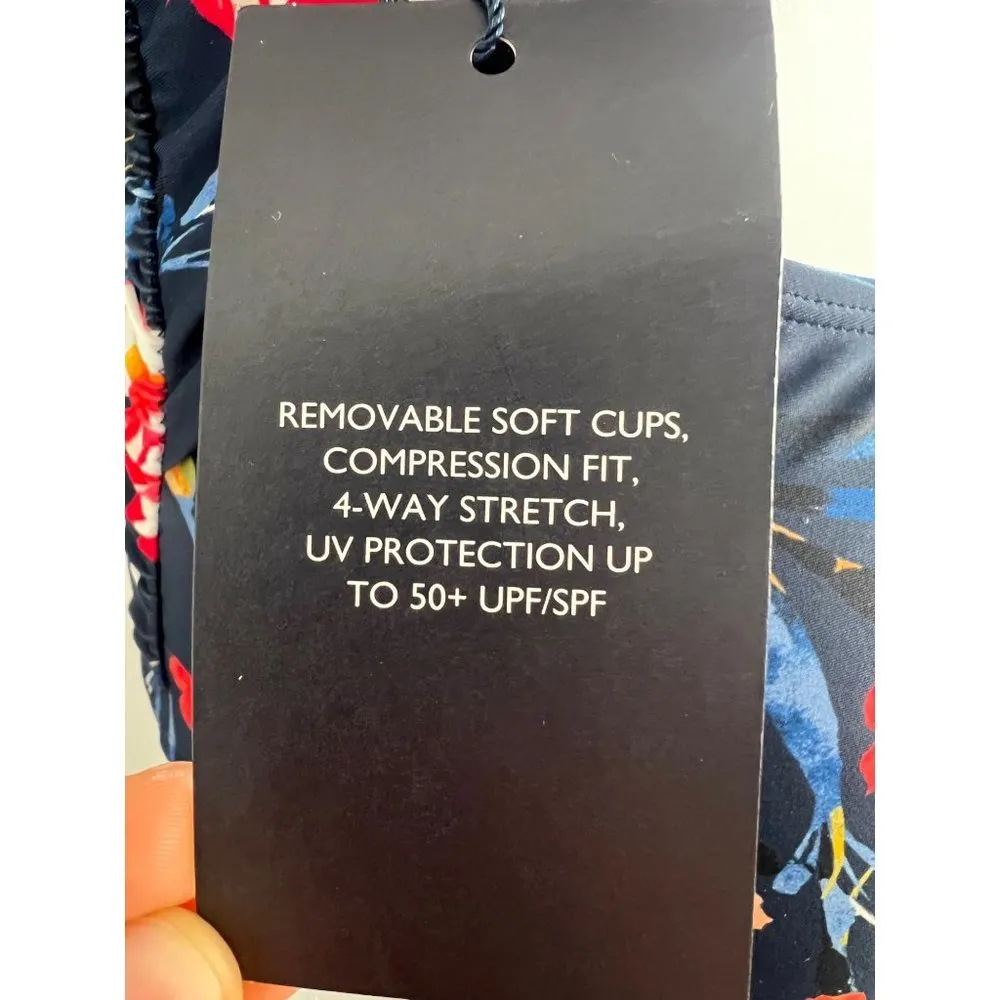 REMOVABLE SOFT CUPS,
COMPRESSION FIT,
4-WAY STRETCH,
UV PROTECTION UP
TO 50+ UPF/SPF